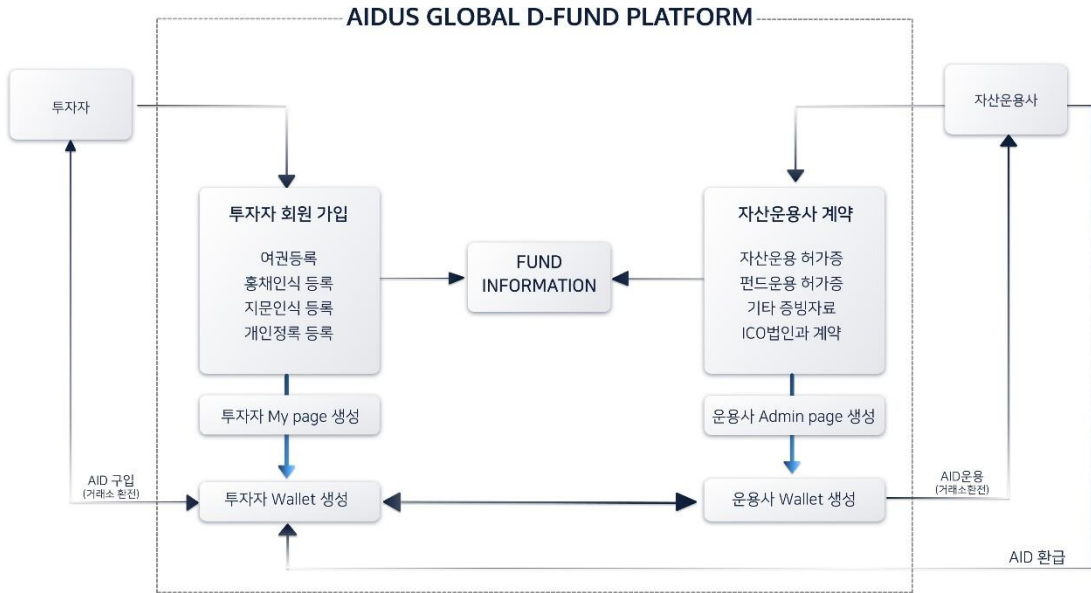 AIDUS GLOBAL D-FUND PLATFORM
투자자
자산운용사
투자자 회원 가입
여권등록
홍채인식 등록
지문인식 등록
개인정록 등록
FUND
INFORMATION
자산운용사 계약
자산운용 허가증
펀드운용 허가증
기타 증빙자료
ICO법인과 계약
투자자 My page 생성
운용사 Admin page 생성
AID 구입
(거래소 환전)
투자자 Wallet 생성
운용사 Wallet 생성
AID운용
(거래소환전)
AID 환급